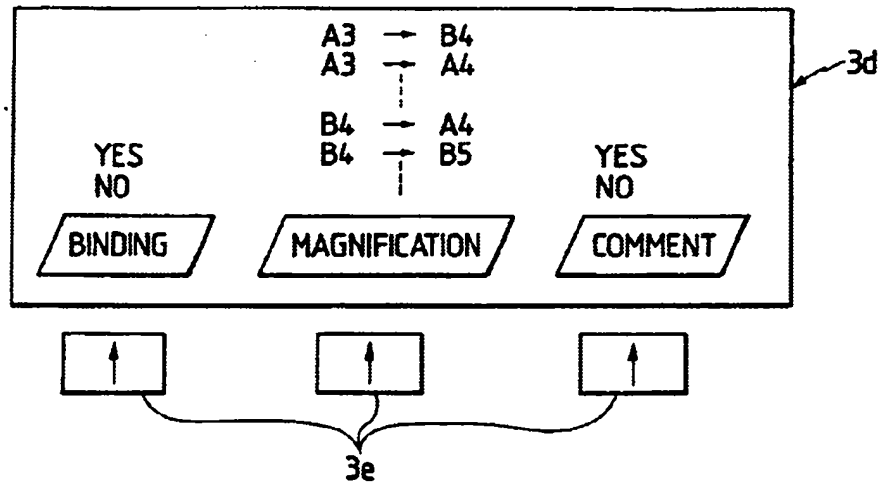 A3 → B4
A3 → A4
3d
B4 → A4
B4 → B5
YES
NO
YES
NO
BINDING
MAGNIFICATION
COMMENT
↑ ↑ ↑
3e